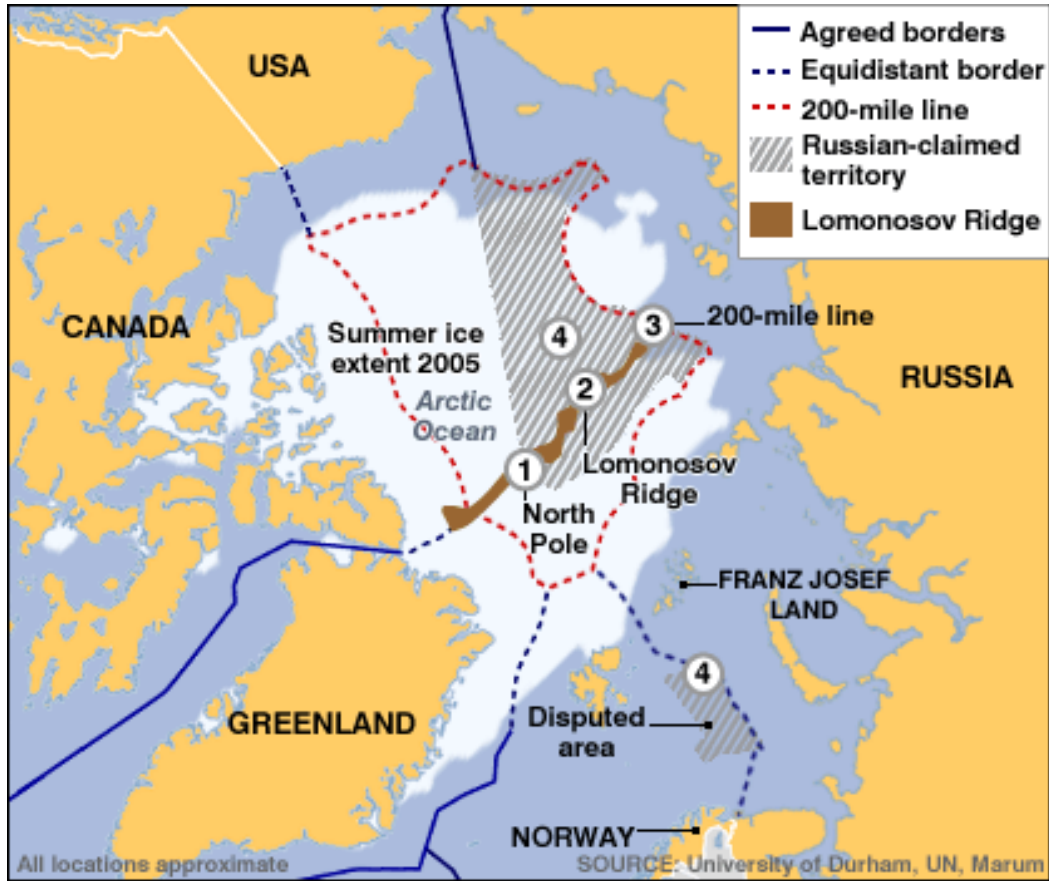 USA
Agreed borders
Equidistant border
200-mile line
Russian-claimed
territory
Lomonosov Ridge
CANADA
Summer ice
extent 2005
4
3
200-mile line
RUSSIA
Arctic
Ocean
2
1
Lomonosov
Ridge
North
Pole
FRANZ JOSEF
LAND
4
GREENLAND
Disputed
area
NORWAY
All locations approximate
SOURCE: University of Durham, UN, Marum